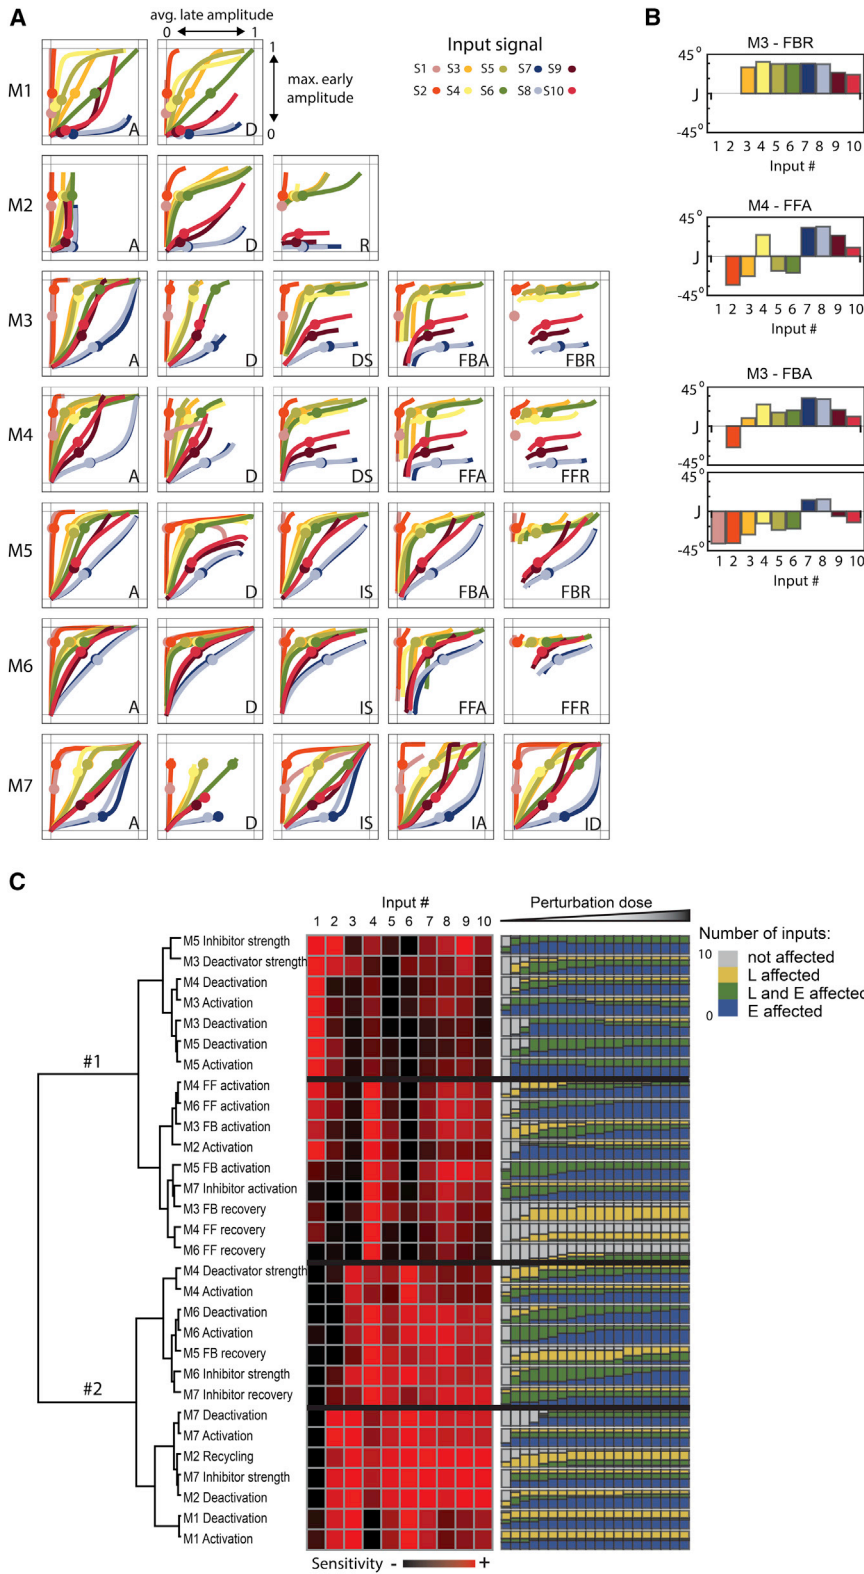 A
avg. late amplitude
0 1
Input signal
S1 S3 S5 S7 S9
S2 S4 S6 S8 S10
1
max. early
amplitude
0
M1
A
D
M2
A
D
R
M3
A
D
DS
FBA
FBR
M4
A
D
DS
FFA
FFR
M5
A
D
IS
FBA
FBR
M6
A
D
IS
FFA
FFR
M7
A
D
IS
IA
ID
B
M3 - FBR
45o
J
-45o
1 2 3 4 5 6 7 8 9 10
Input #
M4 - FFA
45o
J
-45o
1 2 3 4 5 6 7 8 9 10
Input #
M3 - FBA
45o
J
-45o
45o
J
-45o
1 2 3 4 5 6 7 8 9 10
Input #
C
Input #
1 2 3 4 5 6 7 8 9 10
Perturbation dose
Number of inputs:
10
0
not affected
L affected
L and E affected
E affected
#1
#2
M5 Inhibitor strength
M3 Deactivator strength
M4 Deactivation
M3 Activation
M3 Deactivation
M5 Deactivation
M5 Activation
M4 FF activation
M6 FF activation
M3 FB activation
M2 Activation
M5 FB activation
M7 Inhibitor activation
M3 FB recovery
M4 FF recovery
M6 FF recovery
M4 Deactivator strength
M4 Activation
M6 Deactivation
M6 Activation
M5 FB recovery
M6 Inhibitor strength
M7 Inhibitor recovery
M7 Deactivation
M7 Activation
M2 Recycling
M7 Inhibitor strength
M2 Deactivation
M1 Deactivation
M1 Activation
Sensitivity - +